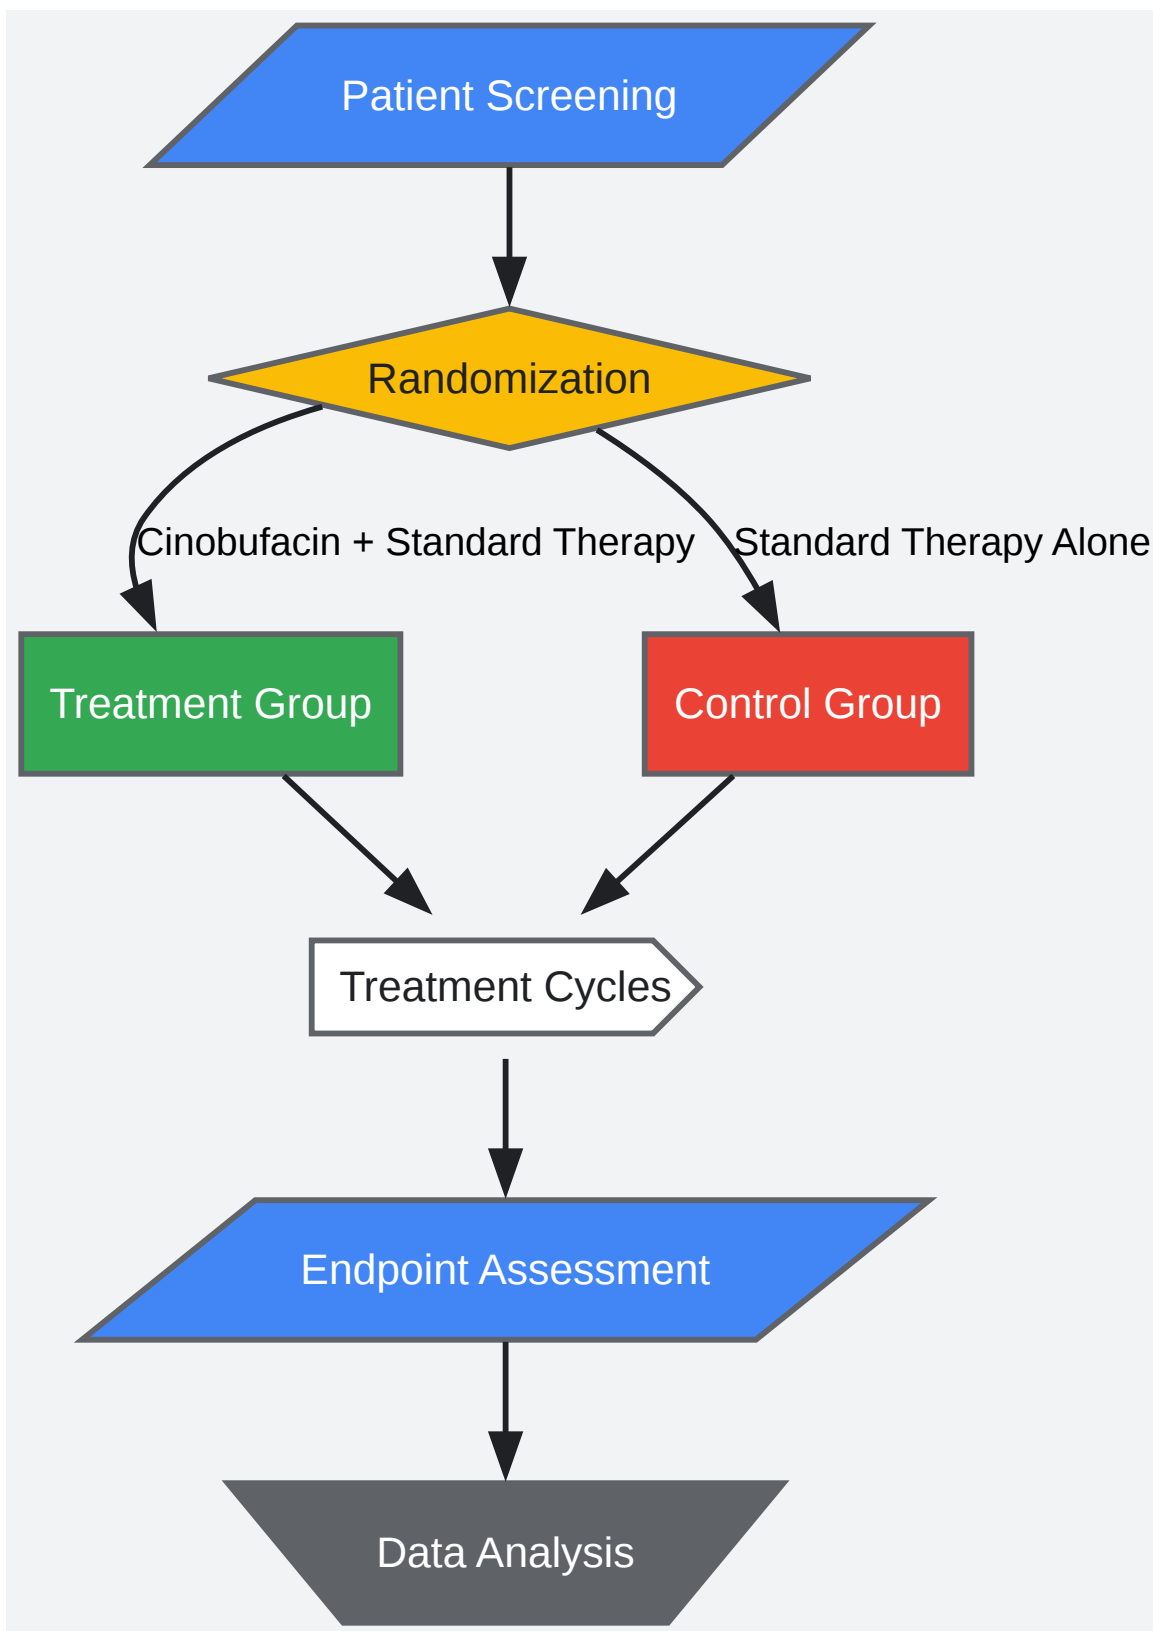 Patient Screening
Randomization
Cinobufacin + Standard Therapy
Standard Therapy Alone
Treatment Group
Control Group
Treatment Cycles
Endpoint Assessment
Data Analysis